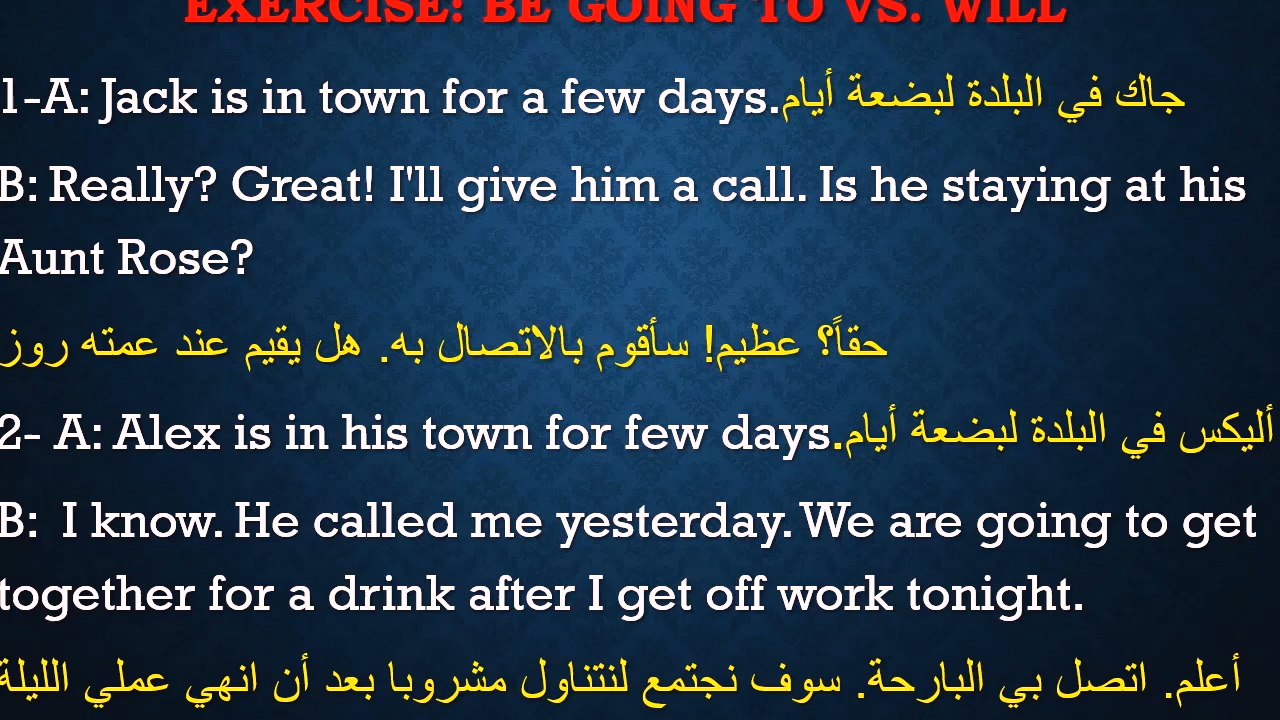 EXERCISE: BE GOING TO VS. WILL
1-A: Jack is in town for a few days.جاك في البلدة لبضعة أيام
B: Really? Great! I'll give him a call. Is he staying at his
Aunt Rose?
حقاً؟ عظيم! سأقوم بالاتصال به. هل يقيم عند عمته روز
2- A: Alex is in his town for few days.أليكس في البلدة لبضعة أيام
B:  I know. He called me yesterday. We are going to get
together for a drink after I get off work tonight.
أعلم. اتصل بي البارحة. سوف نجتمع لنتناول مشروبا بعد أن انهي عملي الليلة